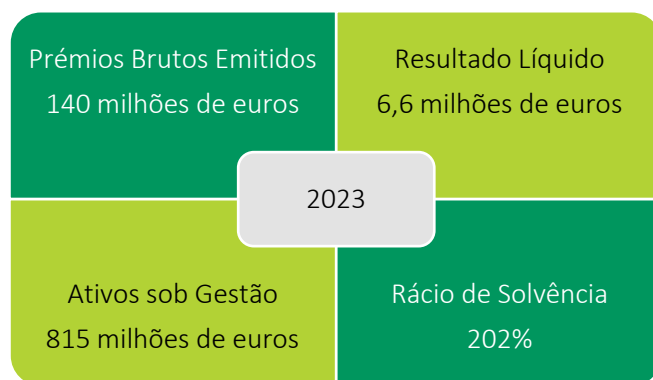 Prémios Brutos Emitidos
140 milhões de euros
Resultado Líquido
6,6 milhões de euros
2023
Ativos sob Gestão
815 milhões de euros
Rácio de Solvência
202%